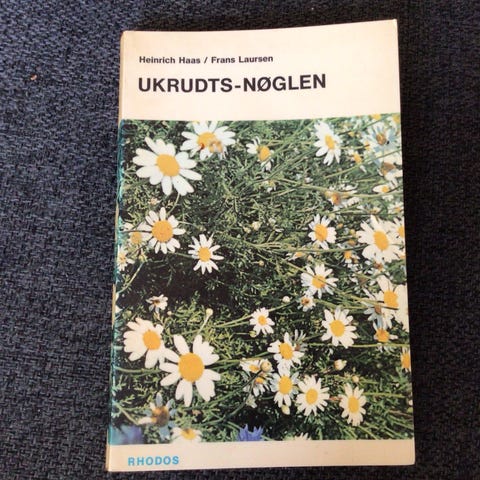 Heinrich Haas / Frans Laursen
UKRUDTS-NØGLEN
RHODOS